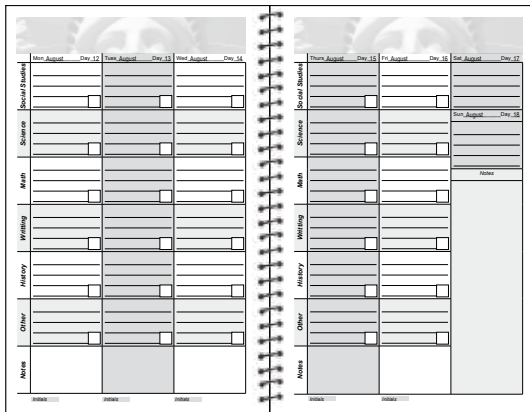 Mon August Day 12 Tues August Day 13 Wed August Day 14
Social Studies
Science
Math
Writting
History
Other
Notes
Initials Initials Initials
Thurs August Day 15 Fri August Day 16 Sat August Day 17
Sun August Day 18
Notes
Social Studies
Science
Math
Writting
History
Other
Notes
Initials Initials